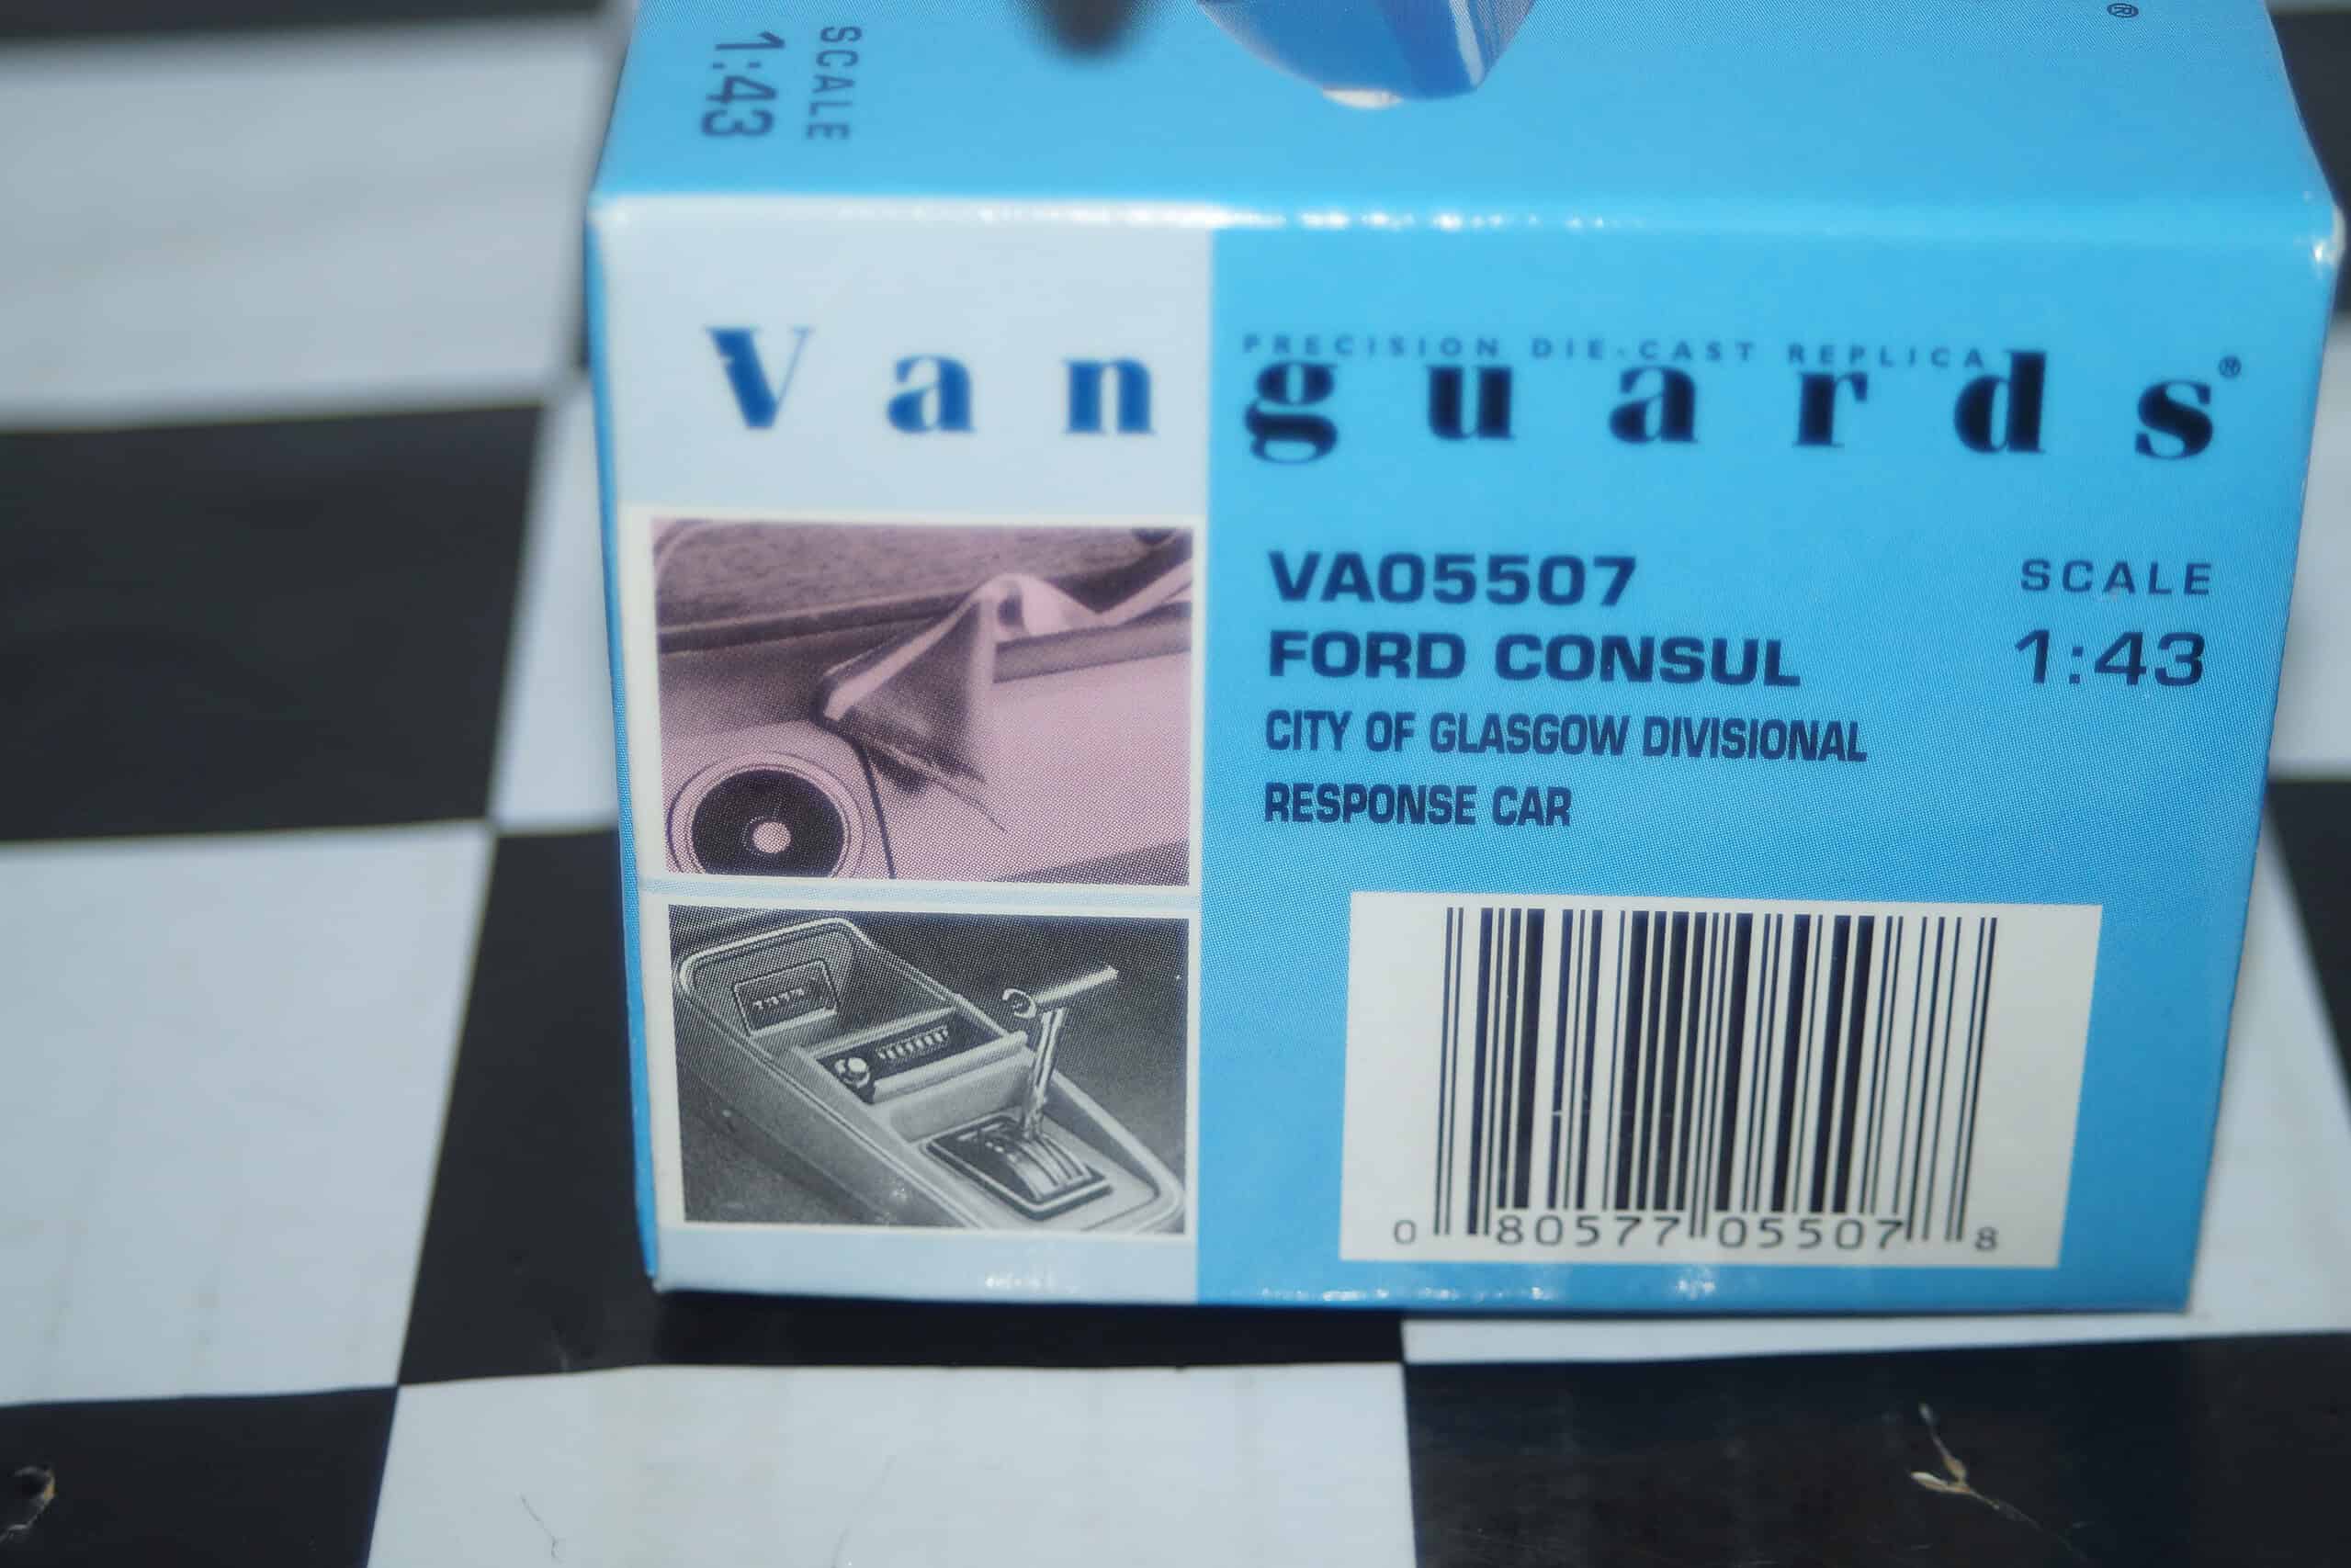 SCALE
1:43
®
Vanguards®
PRECISION DIE-CAST REPLICA
VA05507
FORD CONSUL
CITY OF GLASGOW DIVISIONAL
RESPONSE CAR
SCALE
1:43
0 80577 05507 8